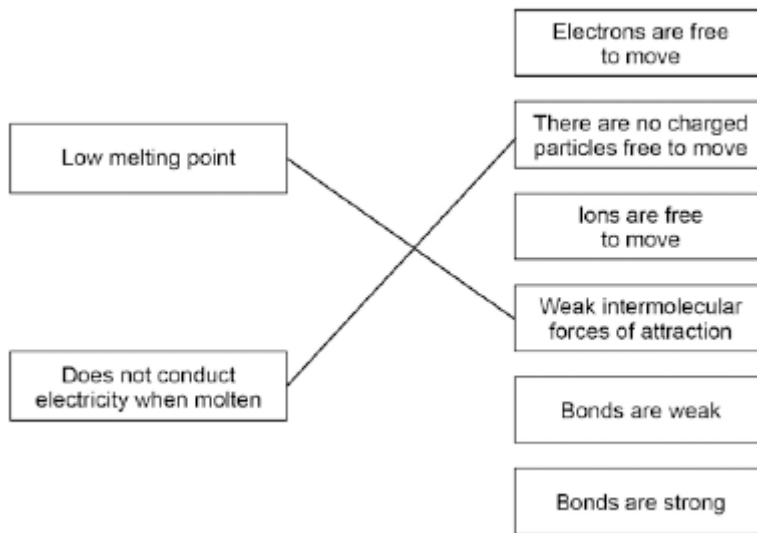 Electrons are free
to move
There are no charged
particles free to move
Low melting point
Ions are free
to move
Weak intermolecular
forces of attraction
Does not conduct
electricity when molten
Bonds are weak
Bonds are strong